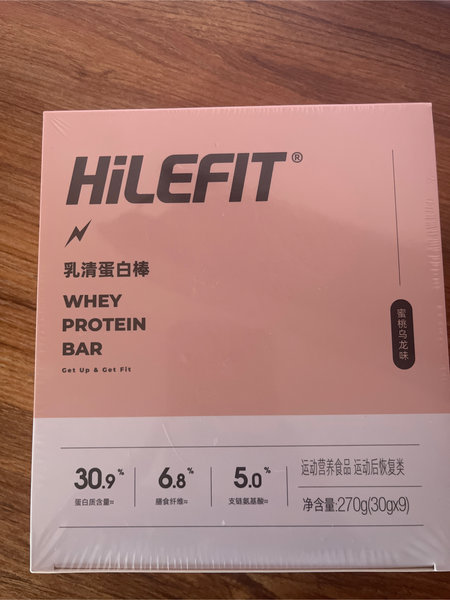 HiLEFIT®
乳清蛋白棒
WHEY
PROTEIN
BAR
Get Up & Get Fit
蜜桃乌龙味
30.9%
蛋白质含量≈
6.8%
膳食纤维≈
5.0%
支链氨基酸≈
运动营养食品 运动后恢复类
净含量:270g(30gx9)